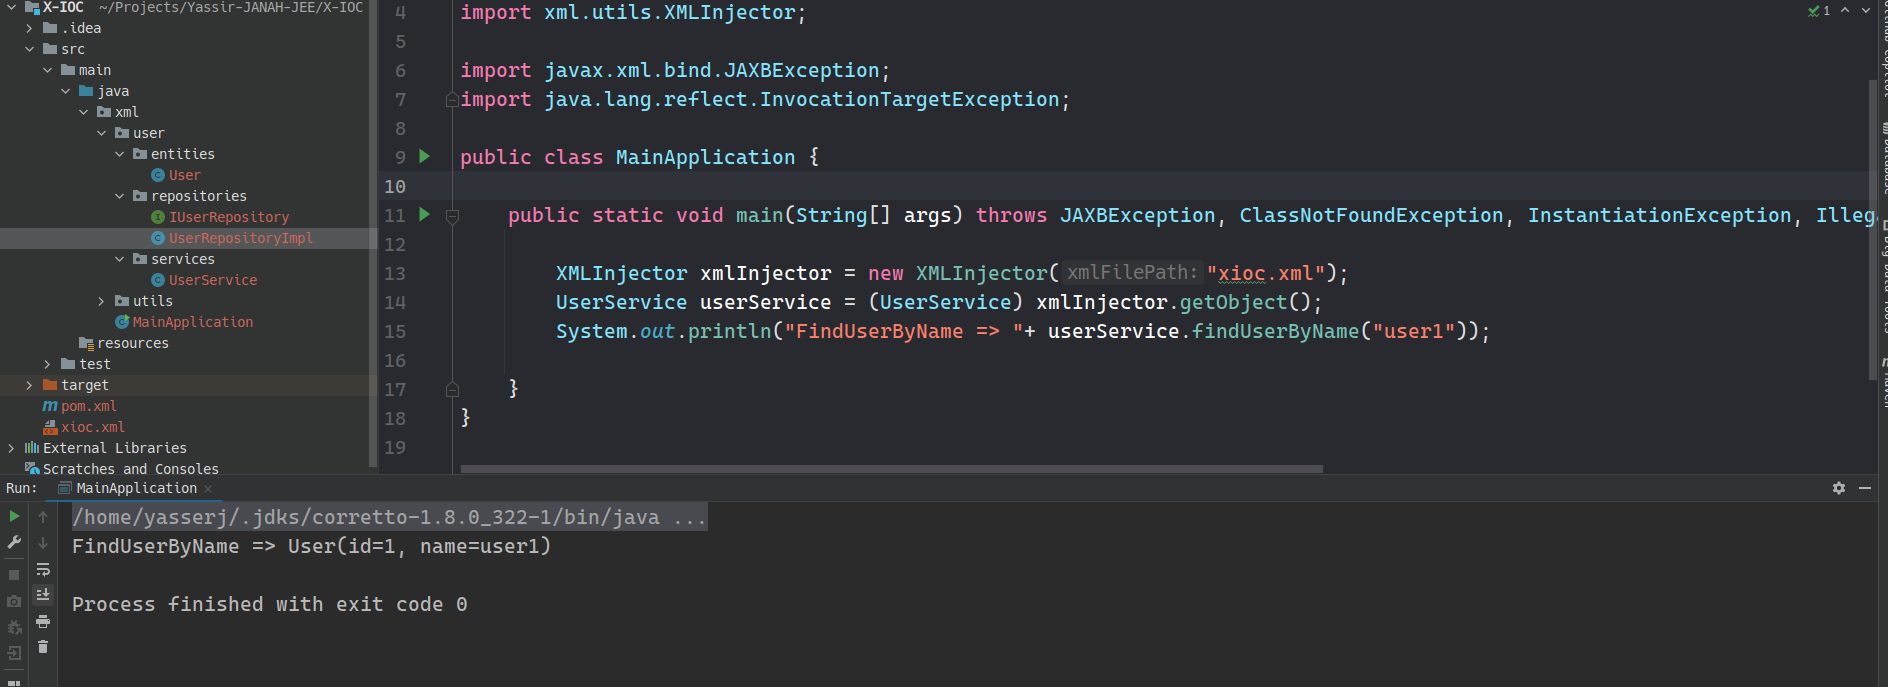 X-IOC ~/Projects/Yassir-JANAH-JEE/X-IOC
.idea
src
main
java
xml
user
entities
User
repositories
IUserRepository
UserRepositoryImpl
services
UserService
utils
MainApplication
resources
test
target
pom.xml
xioc.xml
External Libraries
Scratches and Consoles
1
4 import xml.utils.XMLInjector;
5
6 import javax.xml.bind.JAXBException;
7 import java.lang.reflect.InvocationTargetException;
8
9 public class MainApplication {
10
11 public static void main(String[] args) throws JAXBException, ClassNotFoundException, InstantiationException, Illeg
12
13 XMLInjector xmlInjector = new XMLInjector( xmlFilePath: "xioc.xml");
14 UserService userService = (UserService) xmlInjector.getObject();
15 System.out.println("FindUserByName => "+ userService.findUserByName("user1"));
16
17 }
18 }
19
Run: MainApplication
/home/yasserj/.jdks/corretto-1.8.0_322-1/bin/java ...
FindUserByName => User(id=1, name=user1)
Process finished with exit code 0